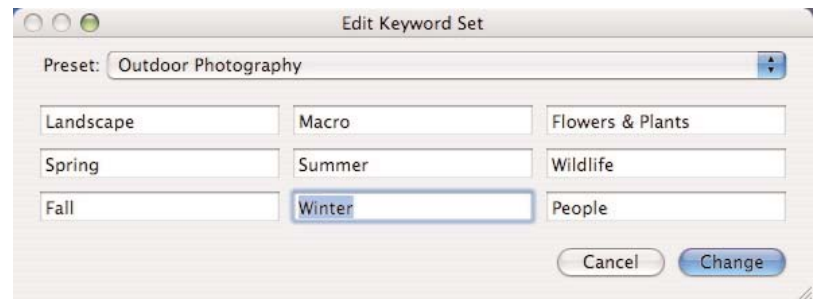 Edit Keyword Set
Preset: Outdoor Photography
Landscape Macro Flowers & Plants
Spring Summer Wildlife
Fall Winter People
Cancel Change